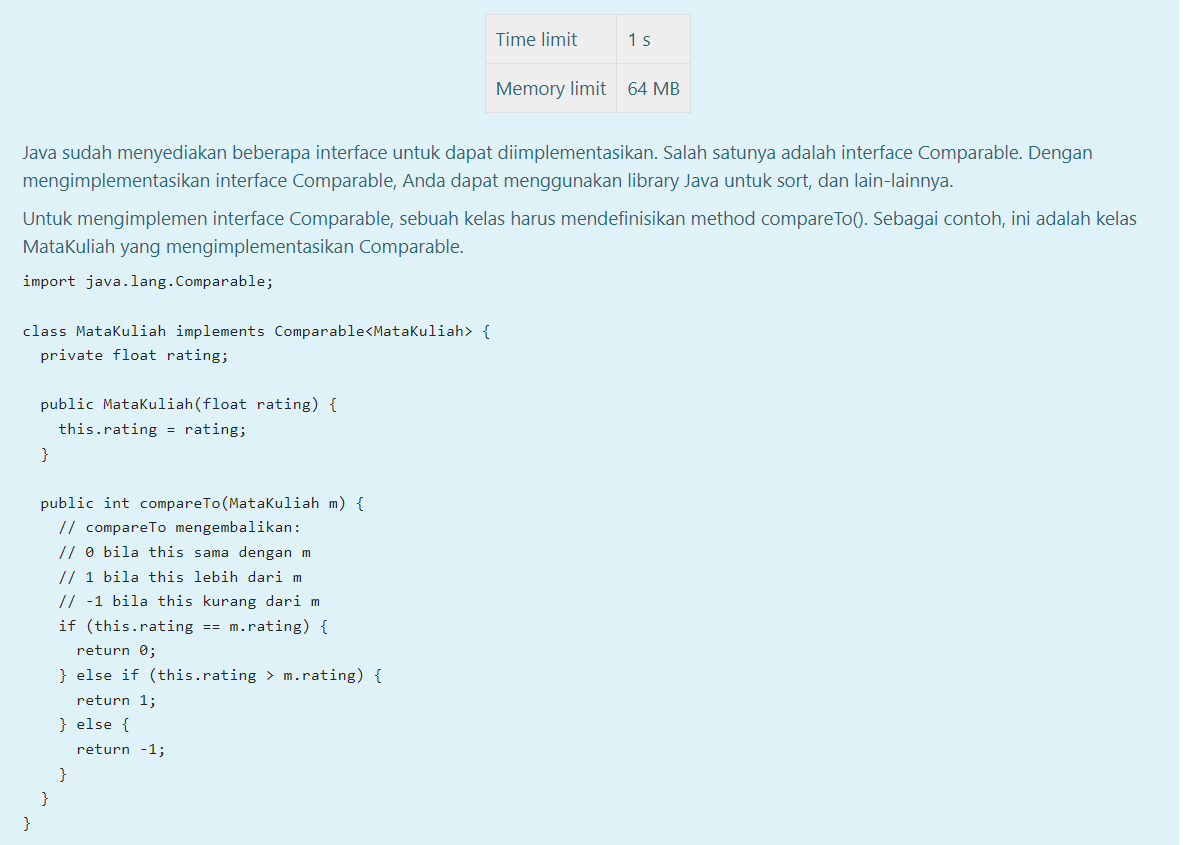 Time limit 1 s
Memory limit 64 MB
Java sudah menyediakan beberapa interface untuk dapat diimplementasikan. Salah satunya adalah interface Comparable. Dengan
mengimplementasikan interface Comparable, Anda dapat menggunakan library Java untuk sort, dan lain-lainnya.
Untuk mengimplemen interface Comparable, sebuah kelas harus mendefinisikan method compareTo(). Sebagai contoh, ini adalah kelas
MataKuliah yang mengimplementasikan Comparable.
import java.lang.Comparable;
class MataKuliah implements Comparable<MataKuliah> {
  private float rating;
  public MataKuliah(float rating) {
    this.rating = rating;
  }
  public int compareTo(MataKuliah m) {
    // compareTo mengembalikan:
    // 0 bila this sama dengan m
    // 1 bila this lebih dari m
    // -1 bila this kurang dari m
    if (this.rating == m.rating) {
      return 0;
    } else if (this.rating > m.rating) {
      return 1;
    } else {
      return -1;
    }
  }
}